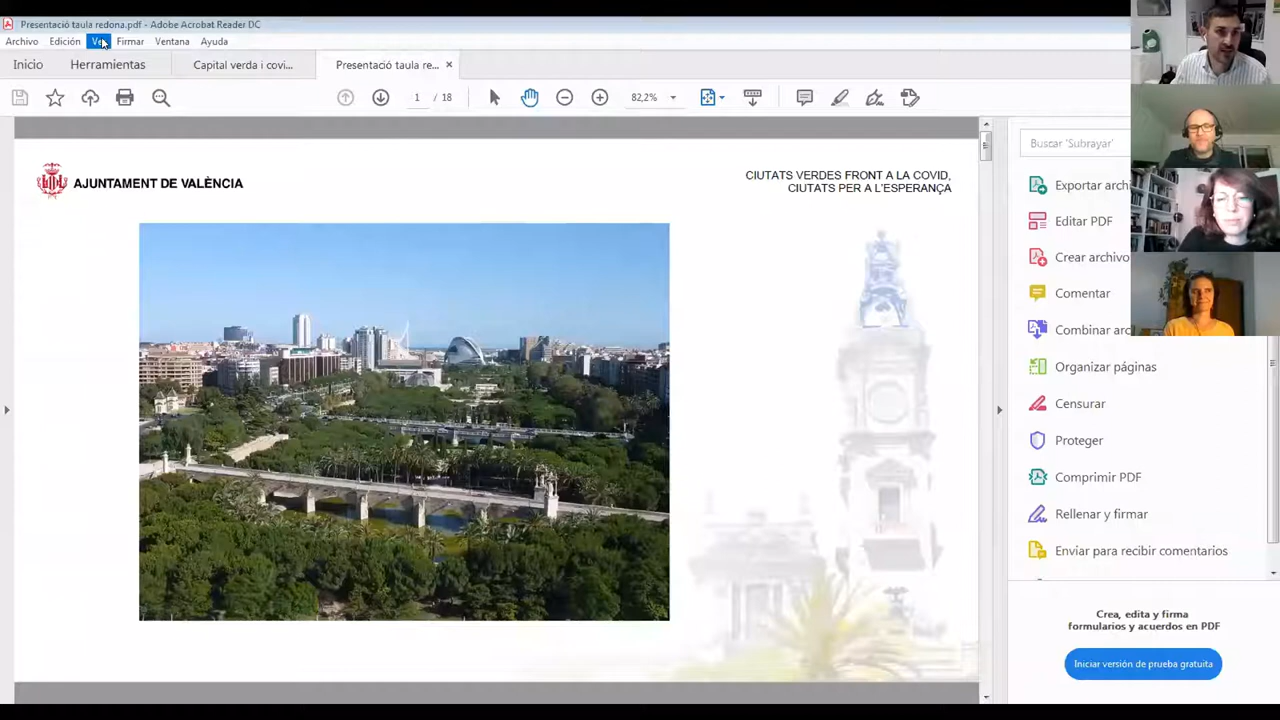 Presentació taula redona.pdf - Adobe Acrobat Reader DC
Archivo Edición Firmar Ventana Ayuda
Inicio Herramientas Capital verda i covi... Presentació taula re... ×
1 / 18 82,2%
AJUNTAMENT DE VALÈNCIA
CIUTATS VERDES FRONT A LA COVID,
CIUTATS PER A L'ESPERANÇA
Buscar 'Subrayar'
Exportar archi
Editar PDF
Crear archivo
Comentar
Combinar arc
Organizar páginas
Censurar
Proteger
Comprimir PDF
Rellenar y firmar
Enviar para recibir comentarios
Crea, edita y firma
formularios y acuerdos en PDF
Iniciar versión de prueba gratuita